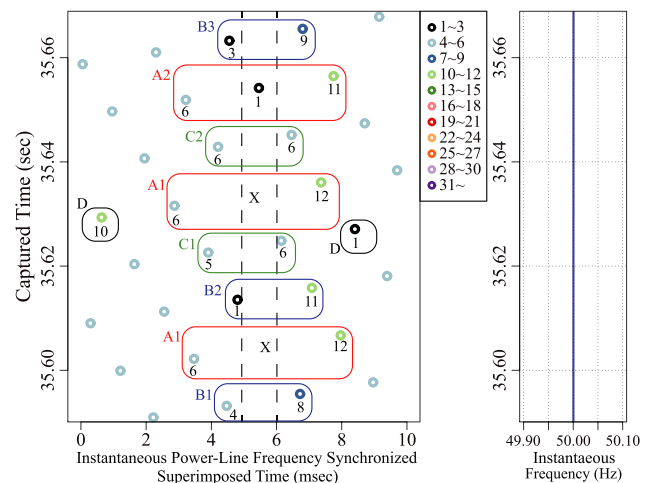 B3
3
9
A2
6
1
11
C2
6
6
A1
6
X
12
D
10
1
D
C1
5
6
B2
1
11
A1
6
X
12
B1
4
8
35.66
35.64
35.62
35.60
Captured Time (sec)
0 2 4 6 8 10
Instantaneous Power-Line Frequency Synchronized
Superimposed Time (msec)
1~3
4~6
7~9
10~12
13~15
16~18
19~21
22~24
25~27
28~30
31~
35.66
35.64
35.62
35.60
49.90 50.00 50.10
Instantaeous
Frequency (Hz)